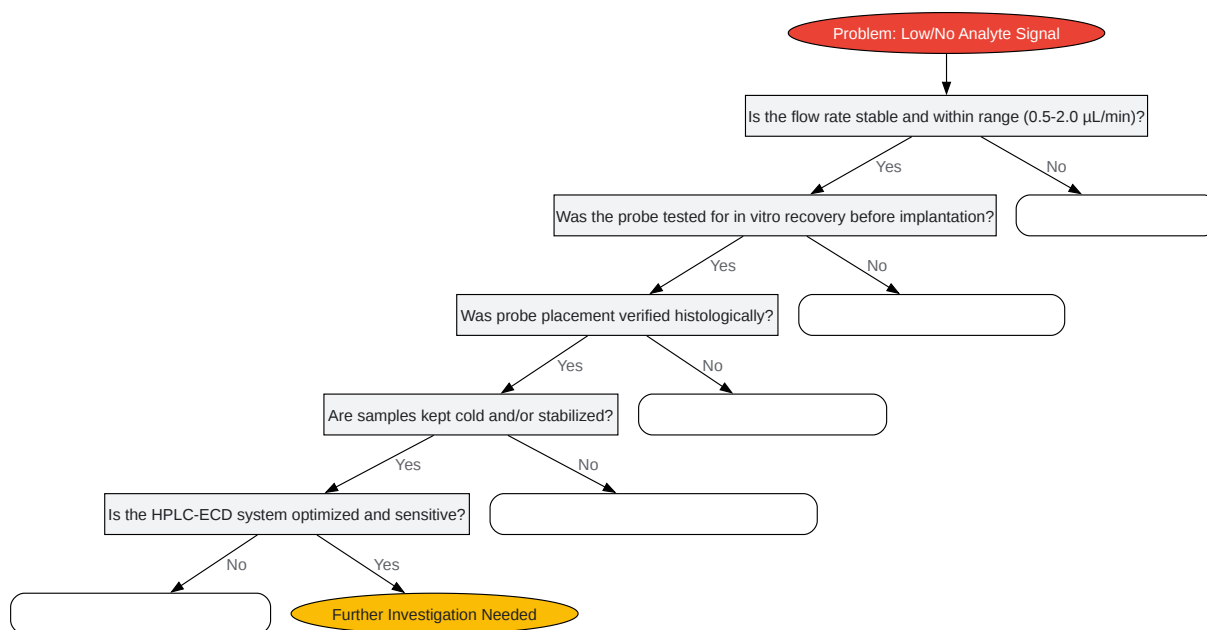 Problem: Low/No Analyte Signal
Is the flow rate stable and within range (0.5-2.0 µL/min)?
Yes
No
Was the probe tested for in vitro recovery before implantation?
Yes
No
Was probe placement verified histologically?
Yes
No
Are samples kept cold and/or stabilized?
Yes
No
Is the HPLC-ECD system optimized and sensitive?
No
Yes
Further Investigation Needed